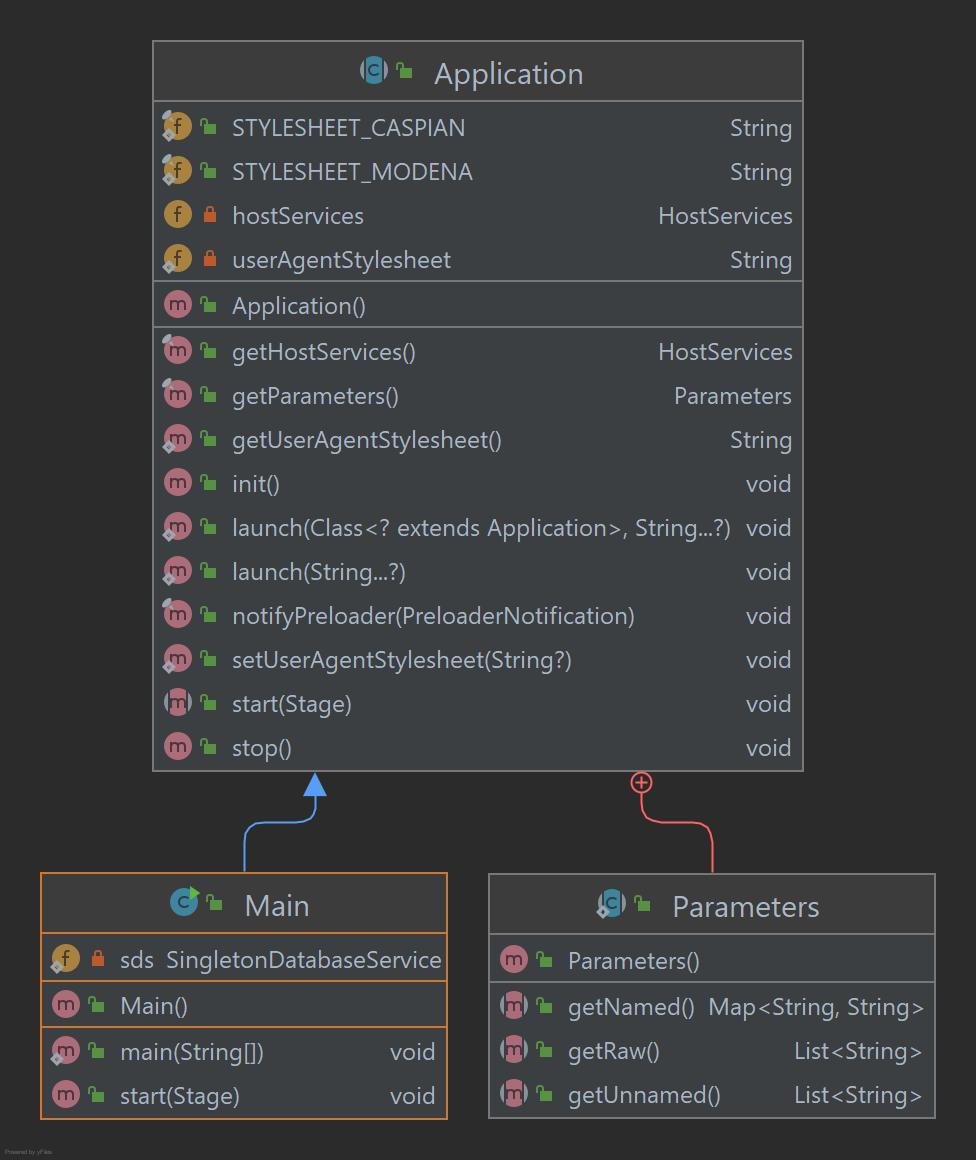 Application
STYLESHEET_CASPIAN String
STYLESHEET_MODENA String
hostServices HostServices
userAgentStylesheet String
Application()
getHostServices() HostServices
getParameters() Parameters
getUserAgentStylesheet() String
init() void
launch(Class<? extends Application>, String...?) void
launch(String...?) void
notifyPreloader(PreloaderNotification) void
setUserAgentStylesheet(String?) void
start(Stage) void
stop() void
Main
sds SingletonDatabaseService
Main()
main(String[]) void
start(Stage) void
Parameters
Parameters()
getNamed() Map<String, String>
getRaw() List<String>
getUnnamed() List<String>
Powered by yFiles